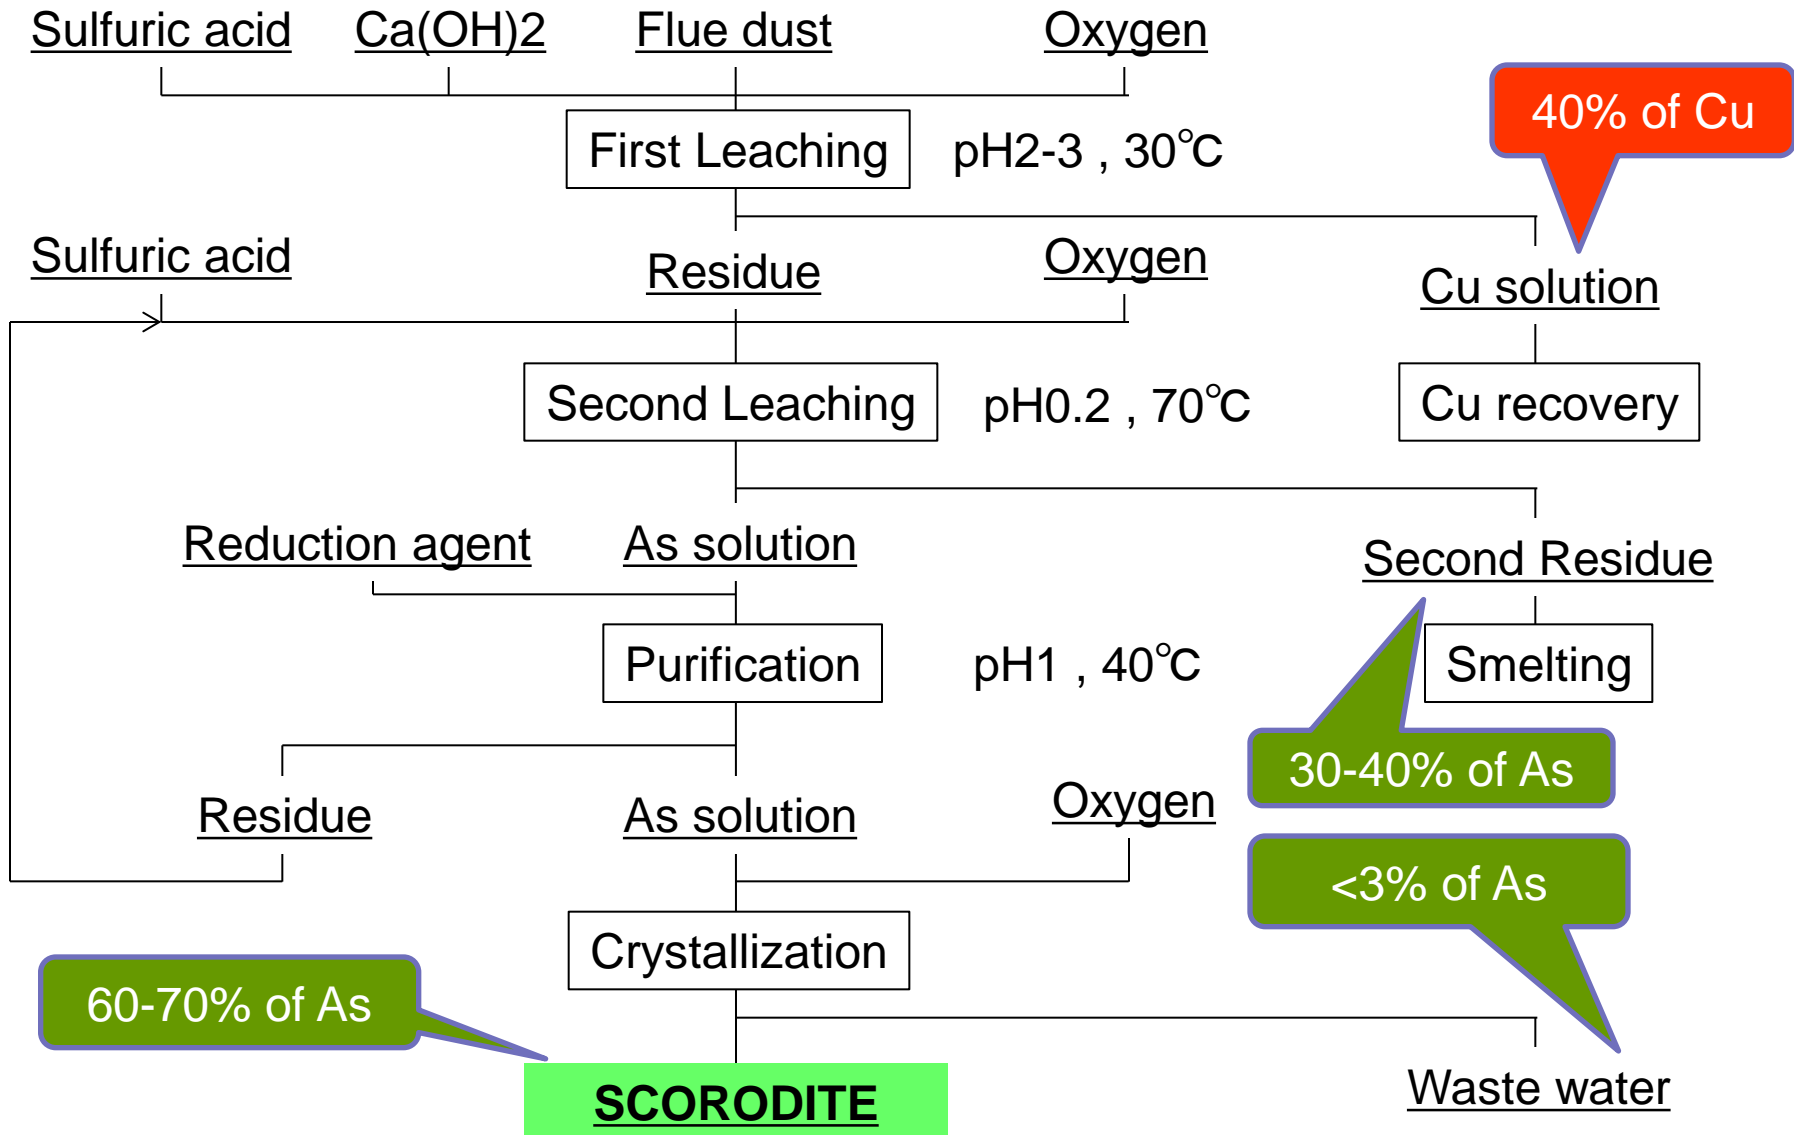 Sulfuric acid
Ca(OH)2
Flue dust
Oxygen
40% of Cu
First Leaching
pH2-3 , 30℃
Sulfuric acid
Residue
Oxygen
Cu solution
Second Leaching
pH0.2 , 70℃
Cu recovery
Reduction agent
As solution
Second Residue
Purification
pH1 , 40℃
Smelting
30-40% of As
Residue
As solution
Oxygen
<3% of As
Crystallization
60-70% of As
SCORODITE
Waste water